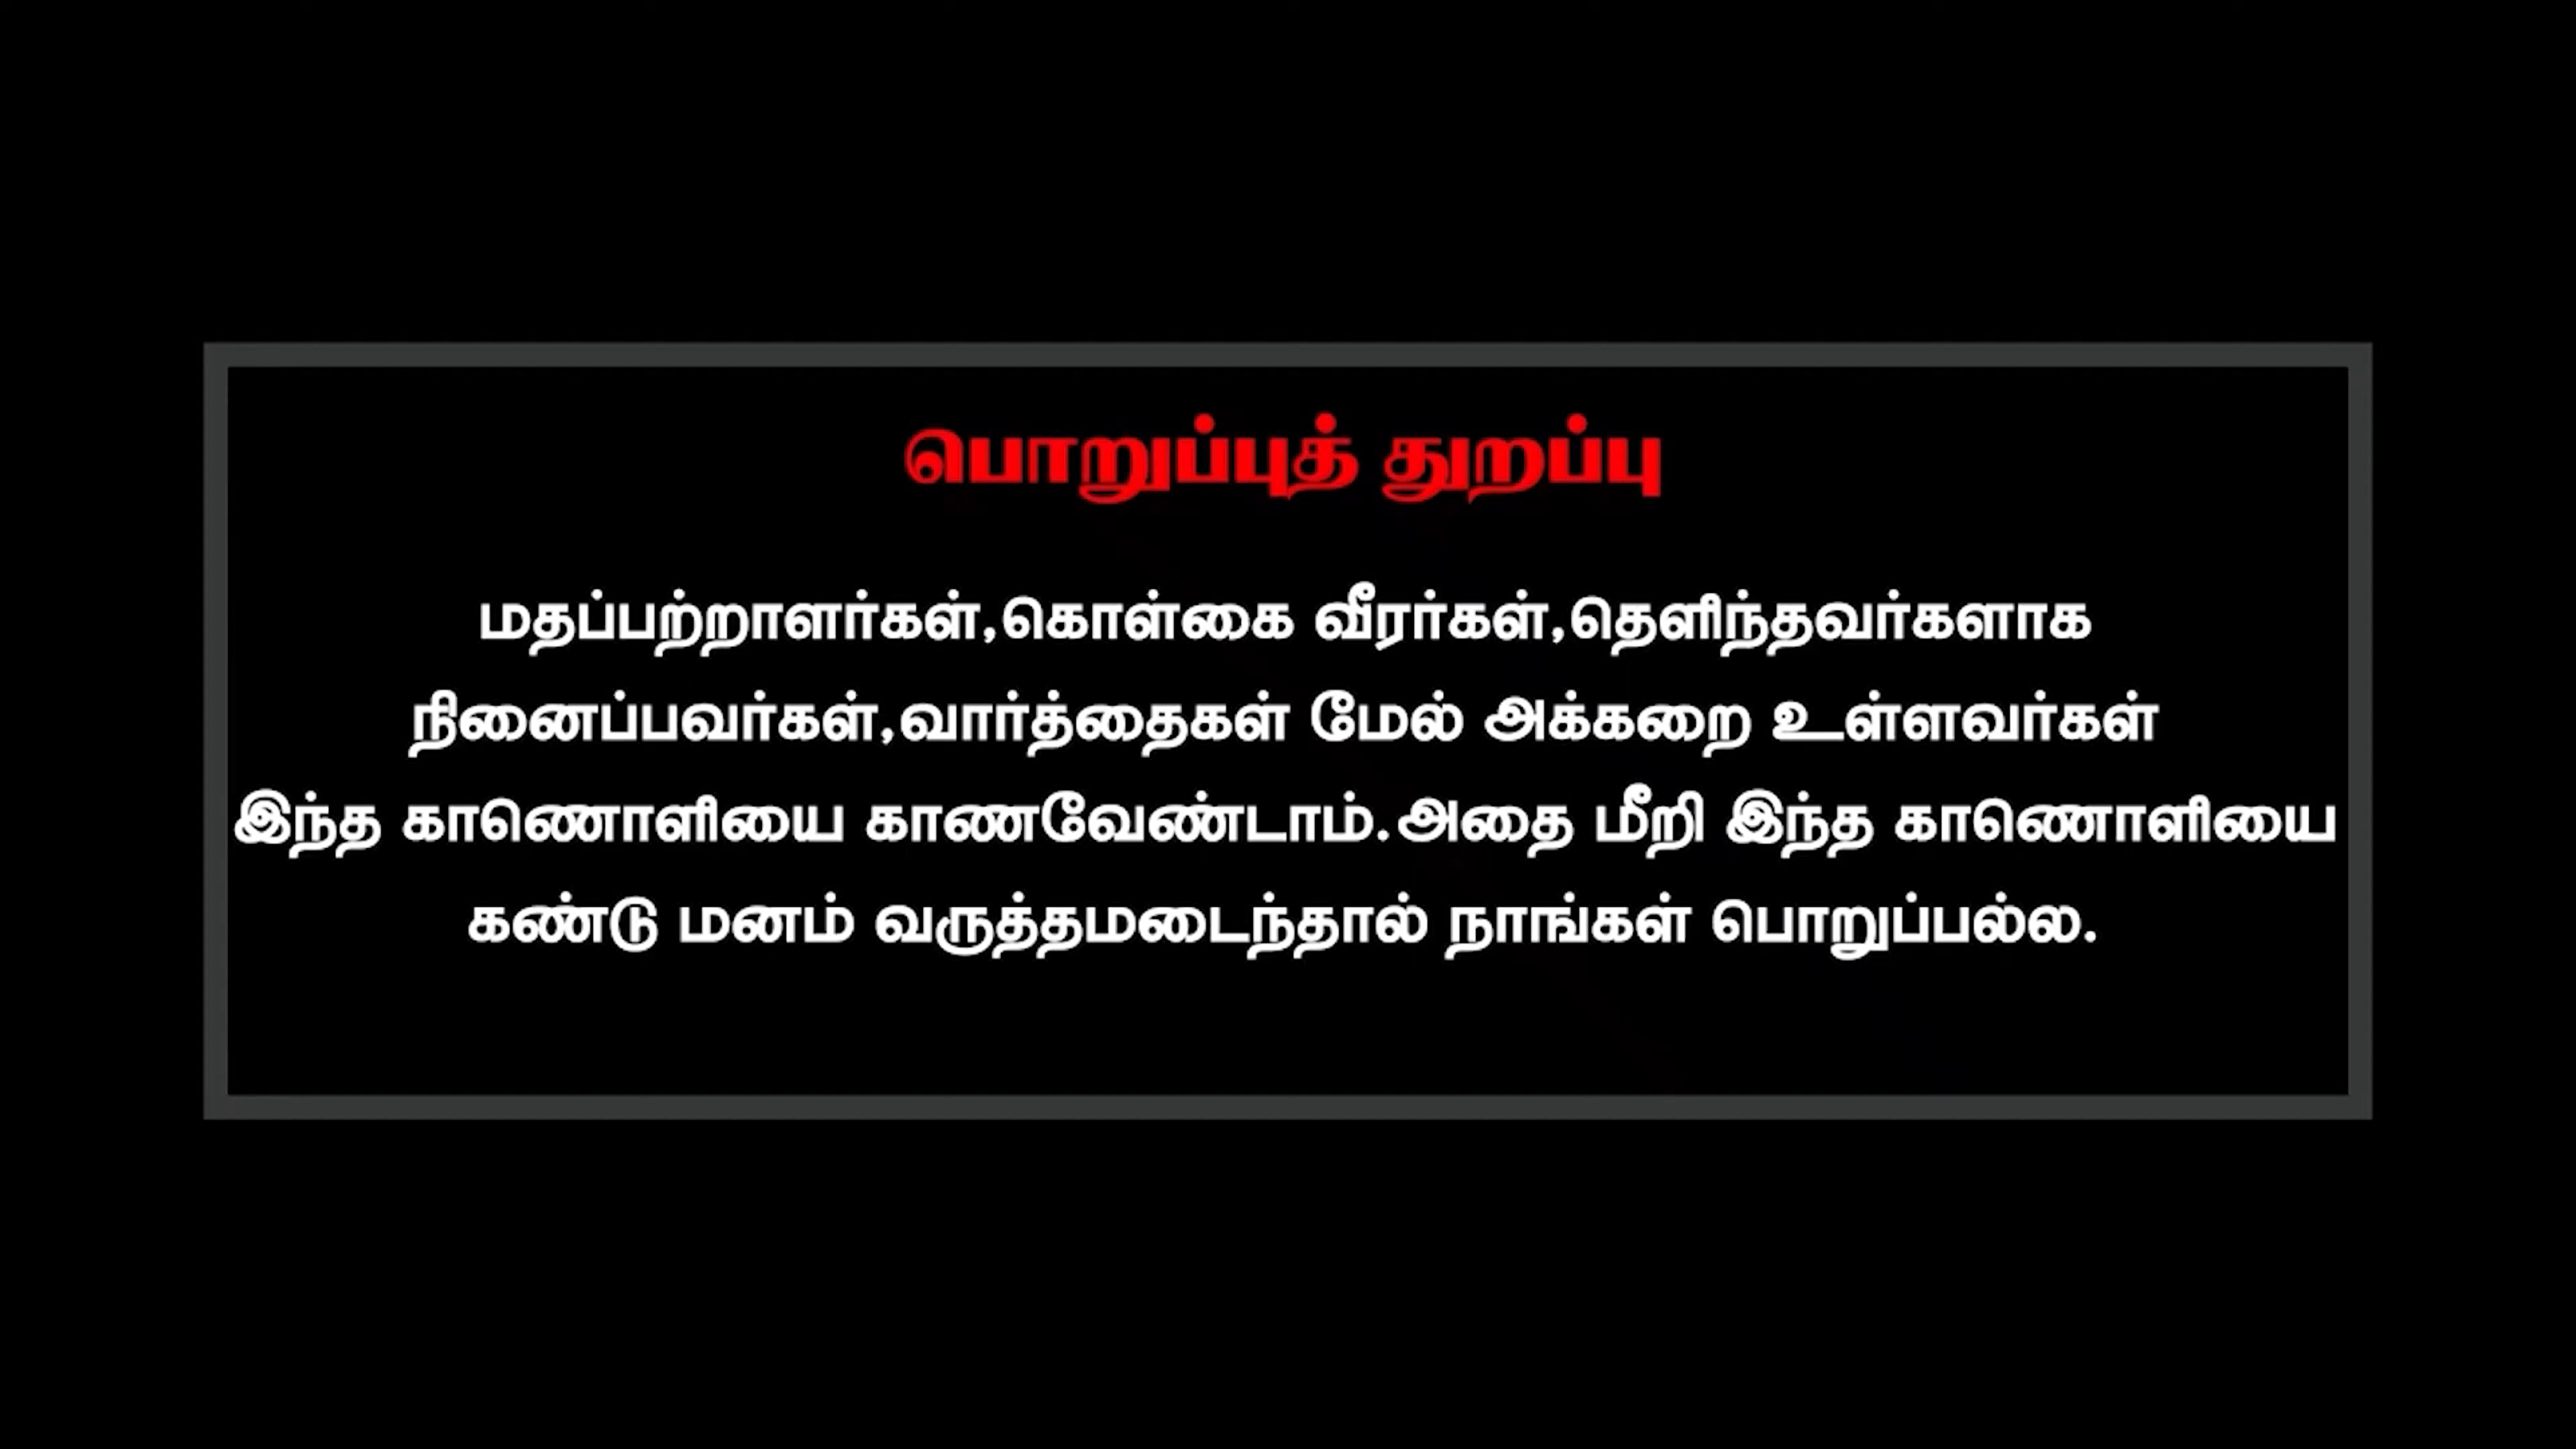 பொறுப்புத் துறப்பு
மதப்பற்றாளர்கள்,கொள்கை வீரர்கள்,தெளிந்தவர்களாக
நினைப்பவர்கள்,வார்த்தைகள் மேல் அக்கறை உள்ளவர்கள்
இந்த காணொளியை காணவேண்டாம்.அதை மீறி இந்த காணொளியை
கண்டு மனம் வருத்தமடைந்தால் நாங்கள் பொறுப்பல்ல.